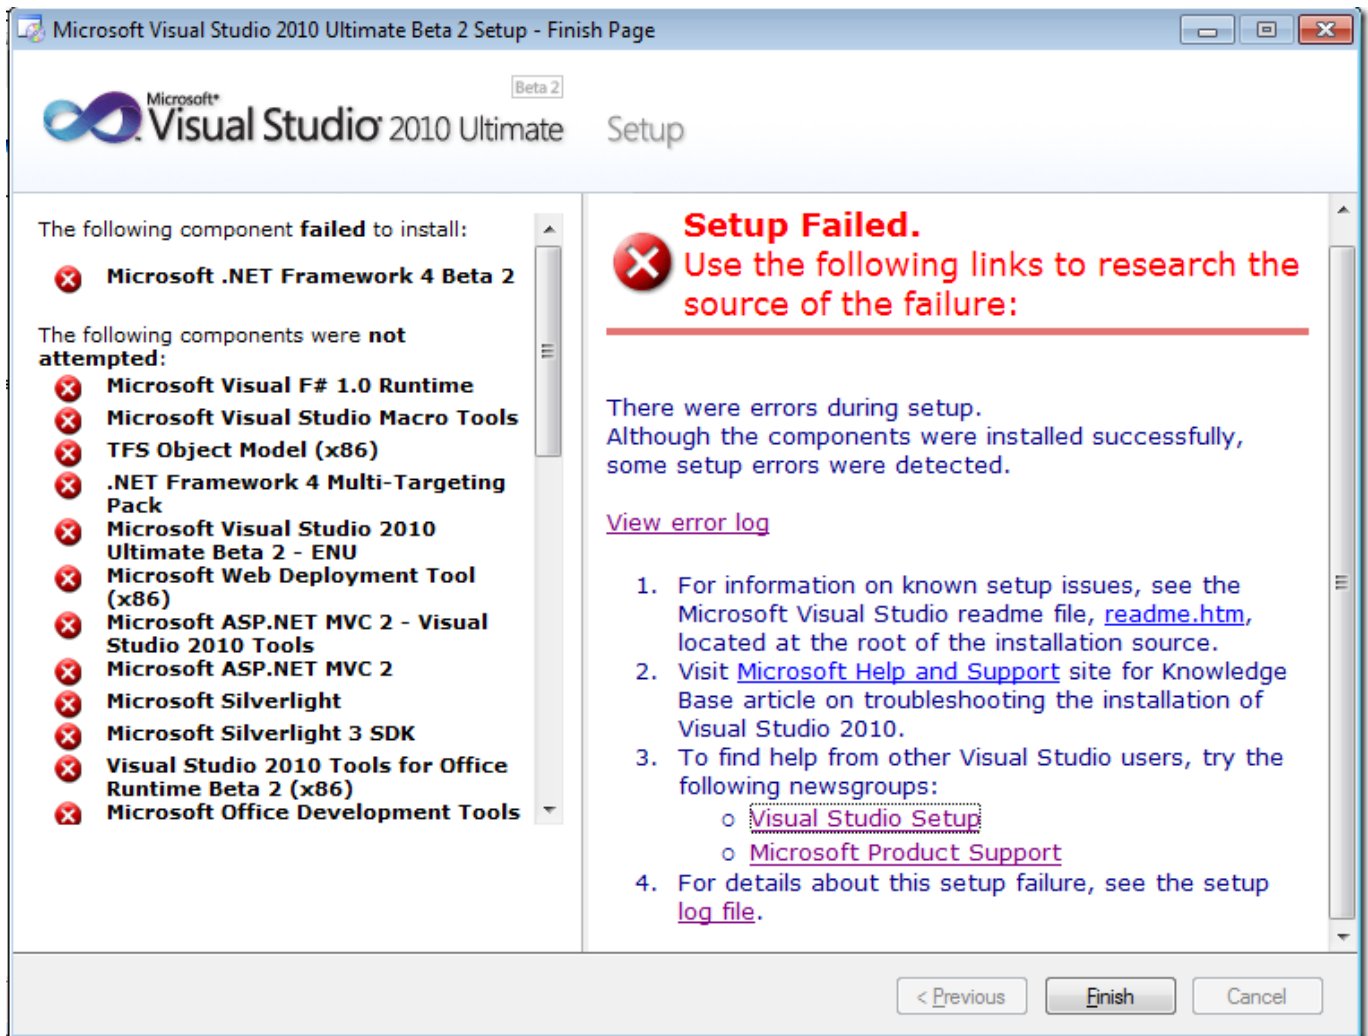 Microsoft Visual Studio 2010 Ultimate Beta 2 Setup - Finish Page
Beta 2
Microsoft®
Visual Studio® 2010 Ultimate
Setup
The following component failed to install:
Microsoft .NET Framework 4 Beta 2
The following components were not
attempted:
Microsoft Visual F# 1.0 Runtime
Microsoft Visual Studio Macro Tools
TFS Object Model (x86)
.NET Framework 4 Multi-Targeting
Pack
Microsoft Visual Studio 2010
Ultimate Beta 2 - ENU
Microsoft Web Deployment Tool
(x86)
Microsoft ASP.NET MVC 2 - Visual
Studio 2010 Tools
Microsoft ASP.NET MVC 2
Microsoft Silverlight
Microsoft Silverlight 3 SDK
Visual Studio 2010 Tools for Office
Runtime Beta 2 (x86)
Microsoft Office Development Tools
Setup Failed.
Use the following links to research the
source of the failure:
There were errors during setup.
Although the components were installed successfully,
some setup errors were detected.
View error log
1. For information on known setup issues, see the
Microsoft Visual Studio readme file, readme.htm,
located at the root of the installation source.
2. Visit Microsoft Help and Support site for Knowledge
Base article on troubleshooting the installation of
Visual Studio 2010.
3. To find help from other Visual Studio users, try the
following newsgroups:
o Visual Studio Setup
o Microsoft Product Support
4. For details about this setup failure, see the setup
log file.
< Previous
Finish
Cancel